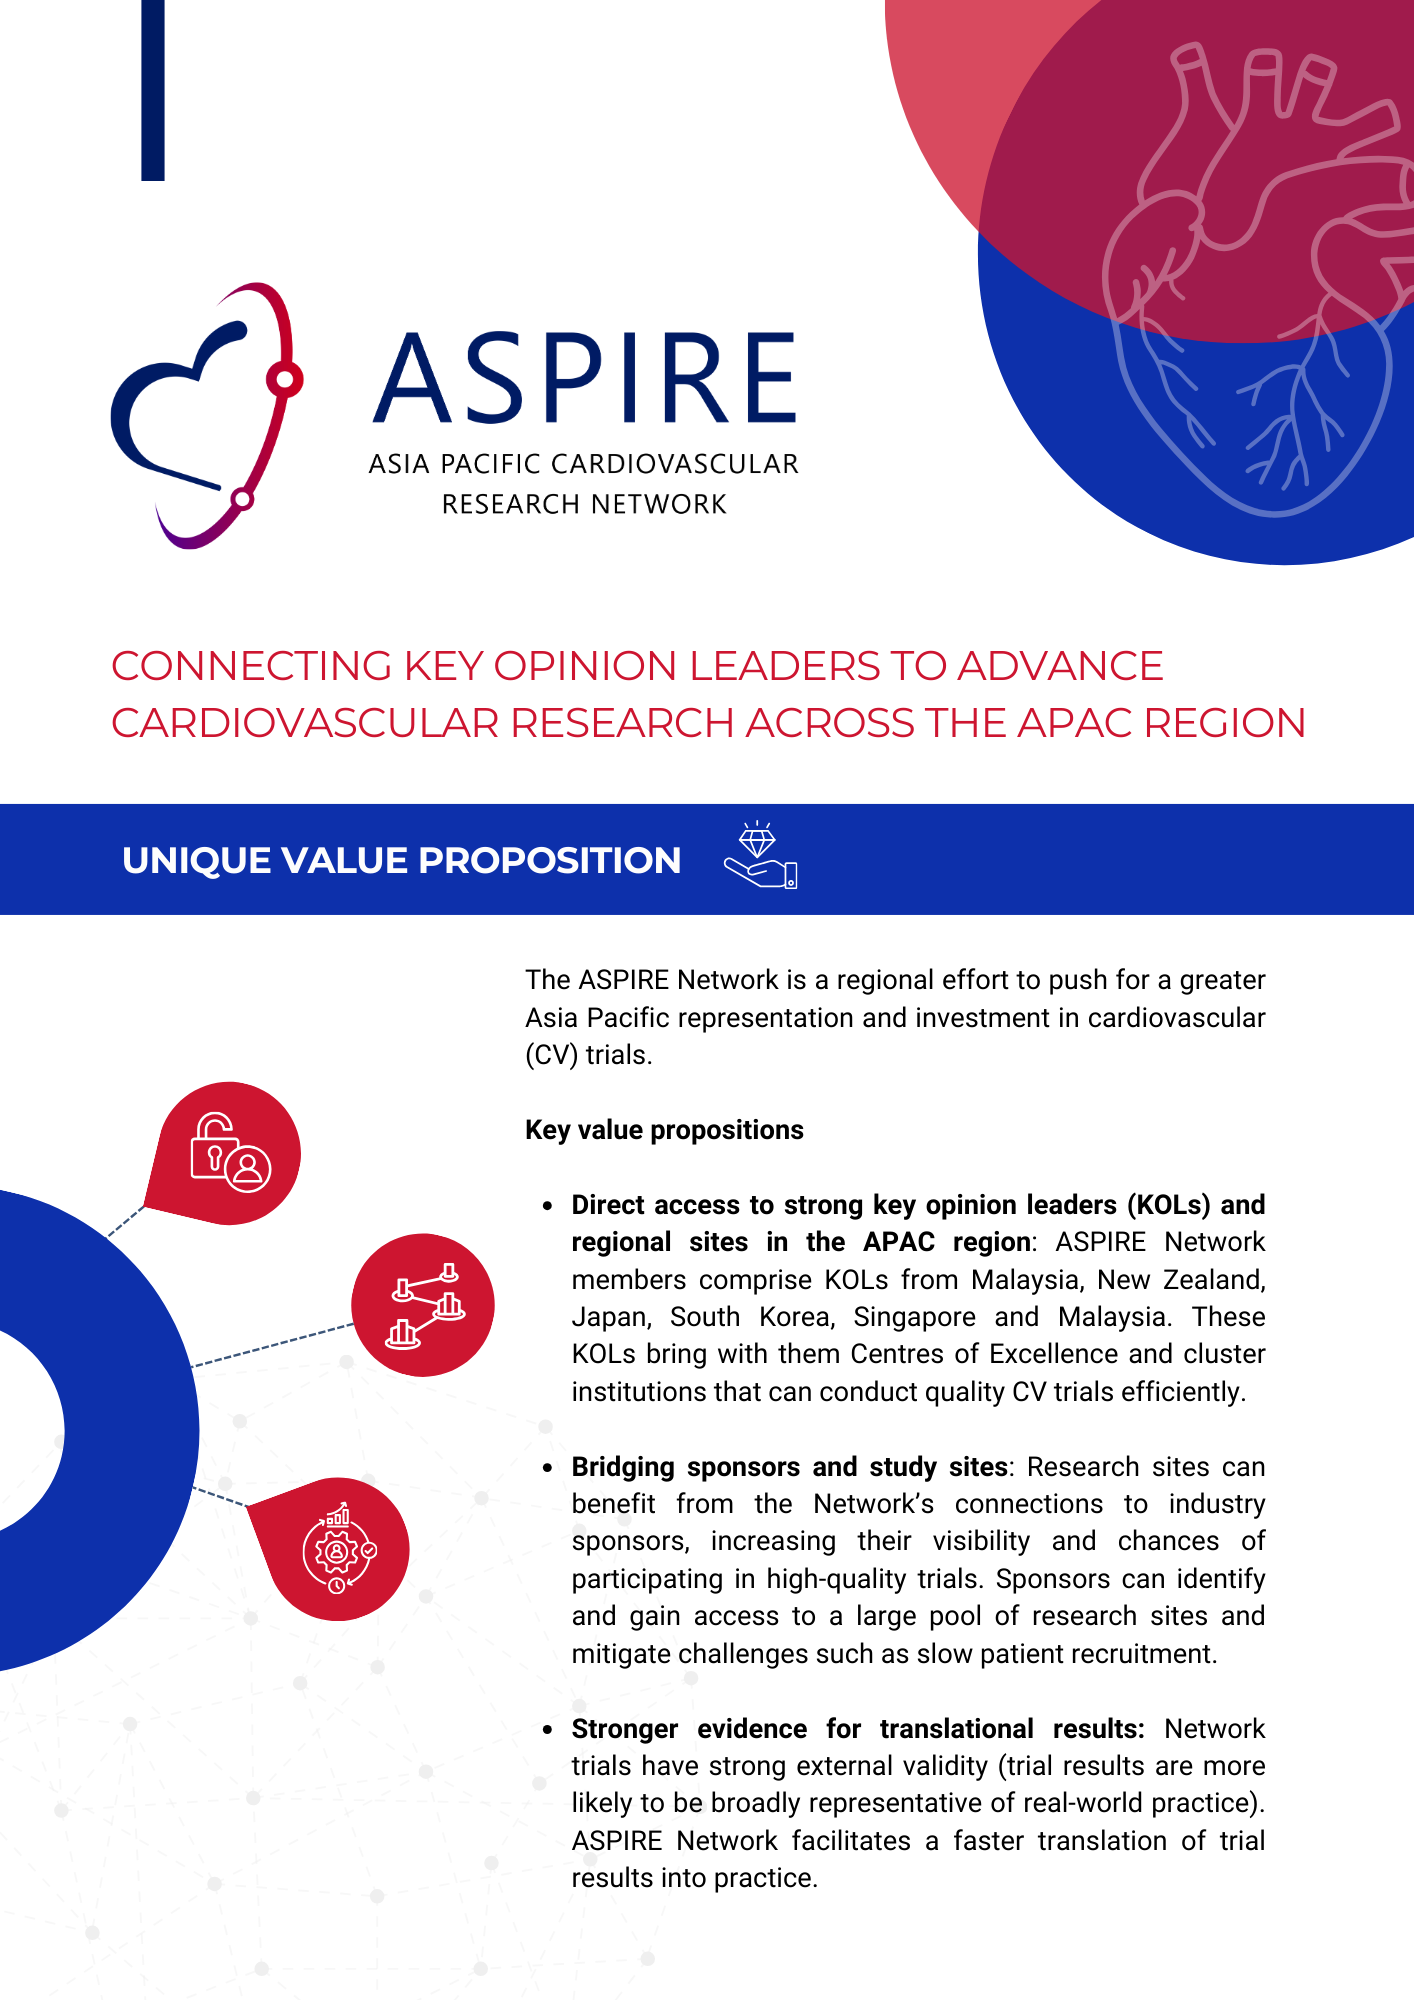 ASPIRE
ASIA PACIFIC CARDIOVASCULAR
RESEARCH NETWORK
CONNECTING KEY OPINION LEADERS TO ADVANCE
CARDIOVASCULAR RESEARCH ACROSS THE APAC REGION
UNIQUE VALUE PROPOSITION
The ASPIRE Network is a regional effort to push for a greater
Asia Pacific representation and investment in cardiovascular
(CV) trials.
Key value propositions
• Direct access to strong key opinion leaders (KOLs) and
regional sites in the APAC region: ASPIRE Network
members comprise KOLs from Malaysia, New Zealand,
Japan, South Korea, Singapore and Malaysia. These
KOLs bring with them Centres of Excellence and cluster
institutions that can conduct quality CV trials efficiently.
• Bridging sponsors and study sites: Research sites can
benefit from the Network’s connections to industry
sponsors, increasing their visibility and chances of
participating in high-quality trials. Sponsors can identify
and gain access to a large pool of research sites and
mitigate challenges such as slow patient recruitment.
• Stronger evidence for translational results: Network
trials have strong external validity (trial results are more
likely to be broadly representative of real-world practice).
ASPIRE Network facilitates a faster translation of trial
results into practice.